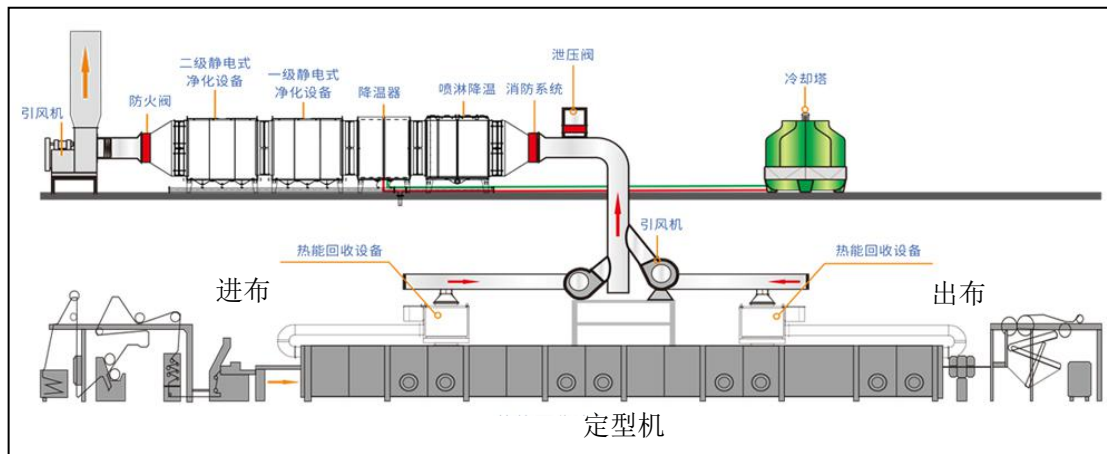 泄压阀
冷却塔
二级静电式
净化设备
一级静电式
净化设备
降温器
喷淋降温
消防系统
防火阀
引风机
引风机
热能回收设备
热能回收设备
进布
出布
定型机